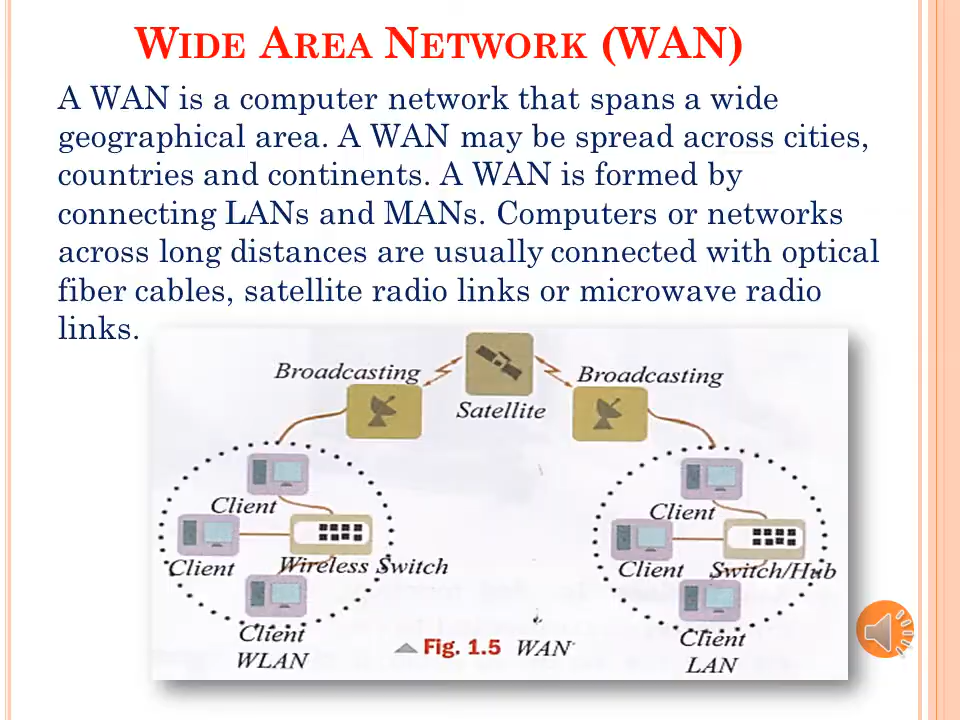 WIDE AREA NETWORK (WAN)
A WAN is a computer network that spans a wide
geographical area. A WAN may be spread across cities,
countries and continents. A WAN is formed by
connecting LANs and MANs. Computers or networks
across long distances are usually connected with optical
fiber cables, satellite radio links or microwave radio
links.
Broadcasting
Satellite
Broadcasting
Client
Client
Wireless Switch
Client
WLAN
Client
Client
Switch/Hub
Client
LAN
Fig. 1.5 WAN